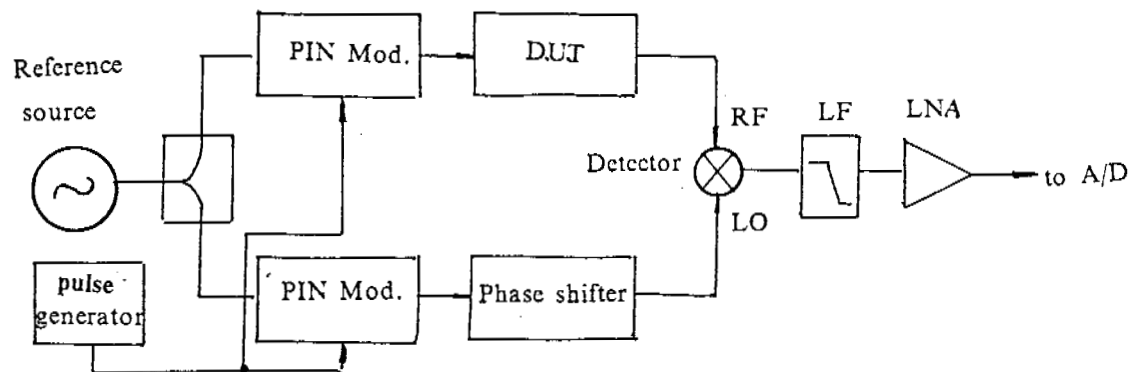 Reference
source
PIN Mod.
D.U.T
RF
LF
LNA
Detector
to A/D
LO
pulse
generator
PIN Mod.
Phase shifter